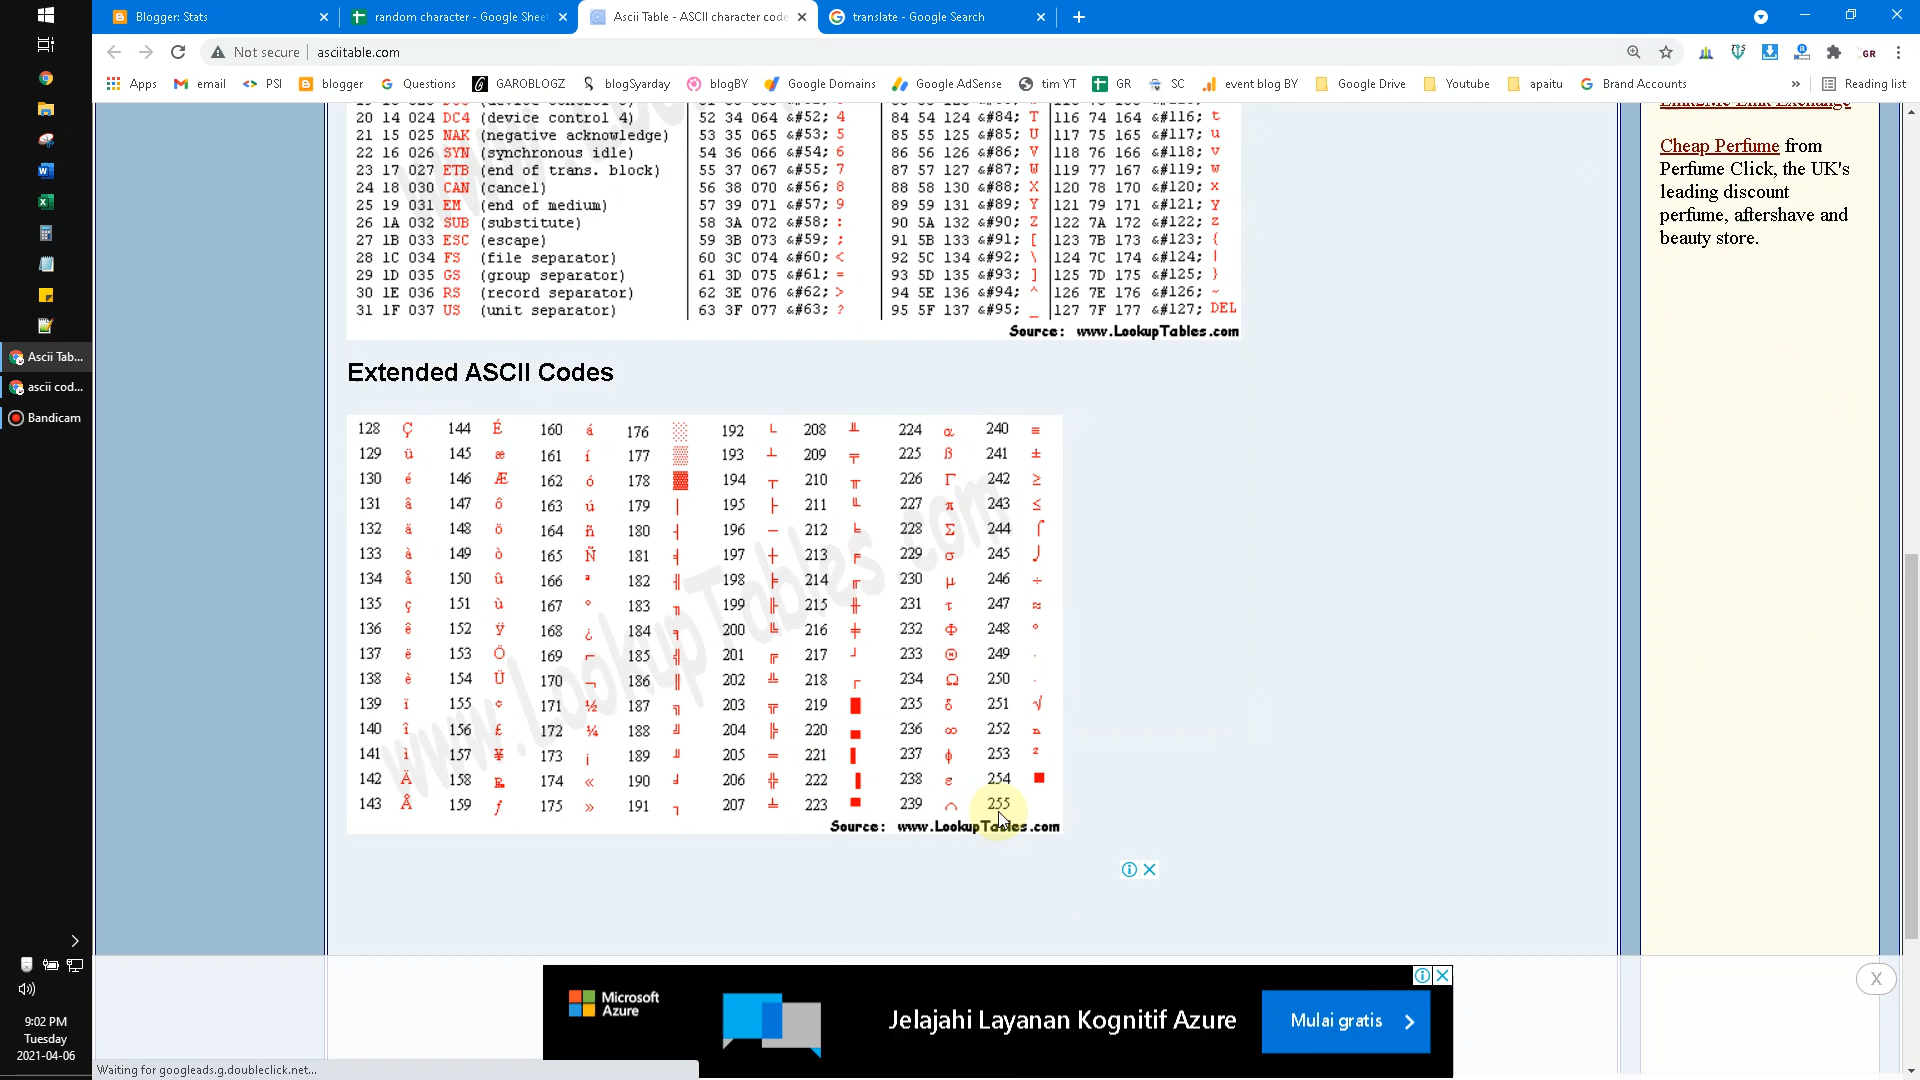 Blogger: Stats
random character - Google Sheet
Ascii Table - ASCII character code
translate - Google Search
Not secure | asciitable.com
Apps email PSI blogger Questions GAROBLOGZ blogSyarday blogBY Google Domains Google AdSense tim YT GR SC event blog BY Google Drive Youtube apaitu Brand Accounts » Reading list
20 14 024 DC4 (device control 4) 52 34 064 &#52; 4 84 54 124 &#84; T 116 74 164 &#116; t
21 15 025 NAK (negative acknowledge) 53 35 065 &#53; 5 85 55 125 &#85; U 117 75 165 &#117; u
22 16 026 SYN (synchronous idle) 54 36 066 &#54; 6 86 56 126 &#86; V 118 76 166 &#118; v
23 17 027 ETB (end of trans. block) 55 37 067 &#55; 7 87 57 127 &#87; W 119 77 167 &#119; w
24 18 030 CAN (cancel) 56 38 070 &#56; 8 88 58 130 &#88; X 120 78 170 &#120; x
25 19 031 EM (end of medium) 57 39 071 &#57; 9 89 59 131 &#89; Y 121 79 171 &#121; y
26 1A 032 SUB (substitute) 58 3A 072 &#58; : 90 5A 132 &#90; Z 122 7A 172 &#122; z
27 1B 033 ESC (escape) 59 3B 073 &#59; ; 91 5B 133 &#91; [ 123 7B 173 &#123; {
28 1C 034 FS (file separator) 60 3C 074 &#60; < 92 5C 134 &#92; \ 124 7C 174 &#124; |
29 1D 035 GS (group separator) 61 3D 075 &#61; = 93 5D 135 &#93; ] 125 7D 175 &#125; }
30 1E 036 RS (record separator) 62 3E 076 &#62; > 94 5E 136 &#94; ^ 126 7E 176 &#126; ~
31 1F 037 US (unit separator) 63 3F 077 &#63; ? 95 5F 137 &#95; _ 127 7F 177 &#127; DEL
Source: www.LookupTables.com
Extended ASCII Codes
128 Ç 144 É 160 á 176 ░ 192 └ 208 ╨ 224 α 240 ≡
129 ü 145 æ 161 í 177 ▒ 193 ┴ 209 ╤ 225 ß 241 ±
130 é 146 Æ 162 ó 178 ▓ 194 ┬ 210 ╥ 226 Γ 242 ≥
131 â 147 ô 163 ú 179 │ 195 ├ 211 ╙ 227 π 243 ≤
132 ä 148 ö 164 ñ 180 ┤ 196 ─ 212 ╘ 228 Σ 244 ⌠
133 à 149 ò 165 Ñ 181 ╡ 197 ┼ 213 ╒ 229 σ 245 ⌡
134 å 150 û 166 ª 182 ╢ 198 ╞ 214 ╓ 230 µ 246 ÷
135 ç 151 ù 167 º 183 ╖ 199 ╟ 215 ╫ 231 τ 247 ≈
136 ê 152 ÿ 168 ¿ 184 ╕ 200 ╚ 216 ╪ 232 Φ 248 °
137 ë 153 Ö 169 ⌐ 185 ╣ 201 ╔ 217 ┘ 233 Θ 249 ∙
138 è 154 Ü 170 ¬ 186 ║ 202 ╩ 218 ┌ 234 Ω 250 ·
139 ï 155 ¢ 171 ½ 187 ╗ 203 ╦ 219 █ 235 δ 251 √
140 î 156 £ 172 ¼ 188 ╝ 204 ╠ 220 ▄ 236 ∞ 252 ⁿ
141 ì 157 ¥ 173 ¡ 189 ╜ 205 ═ 221 ▌ 237 φ 253 ²
142 Ä 158 ₧ 174 « 190 ╛ 206 ╬ 222 ▐ 238 ε 254 ■
143 Å 159 ƒ 175 » 191 ┐ 207 ╧ 223 ▀ 239 ∩ 255
Source: www.LookupTables.com
www.LookupTables.com
Link2Me Link Exchange
Cheap Perfume from
Perfume Click, the UK's
leading discount
perfume, aftershave and
beauty store.
Microsoft
Azure
Jelajahi Layanan Kognitif Azure
Mulai gratis
X
Waiting for googleads.g.doubleclick.net...
Ascii Tab...
ascii cod...
Bandicam
9:02 PM
Tuesday
2021-04-06